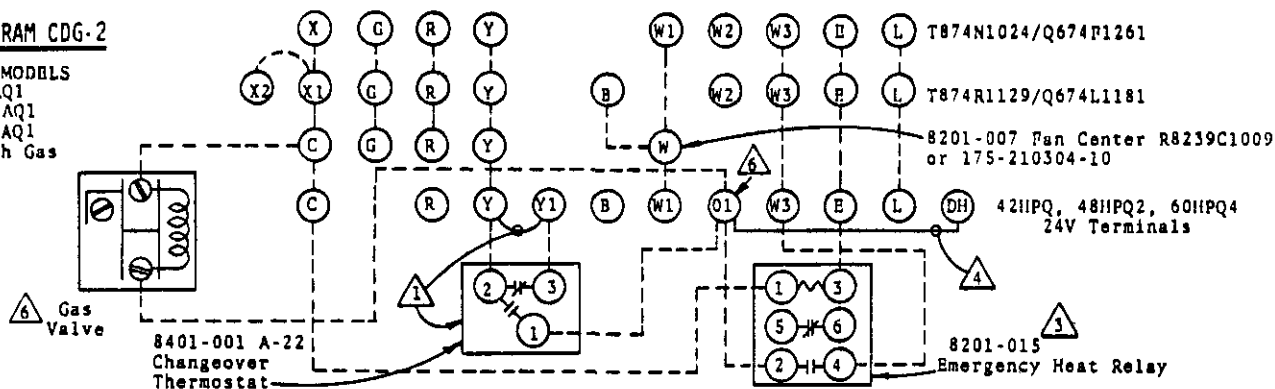 RAM CDG-2
X G R Y W1 W2 W3 E L T874N1024/Q674F1261
MODELS
Q1
AQ1
AQ1
h Gas
X2 X1 G R Y B W2 W3 E L T874R1129/Q674L1181
C G R Y W
8201-007 Fan Center R8239C1009
or 175-210304-10
6
C R Y Y1 B W1 O1 W3 E L DH 42HPQ, 48HPQ2, 60HPQ4
24V Terminals
1
4
2 3
1
1 3
5 6
2 4
6 Gas
Valve
8401-001 A-22
Changeover
Thermostat
3
8201-015
Emergency Heat Relay